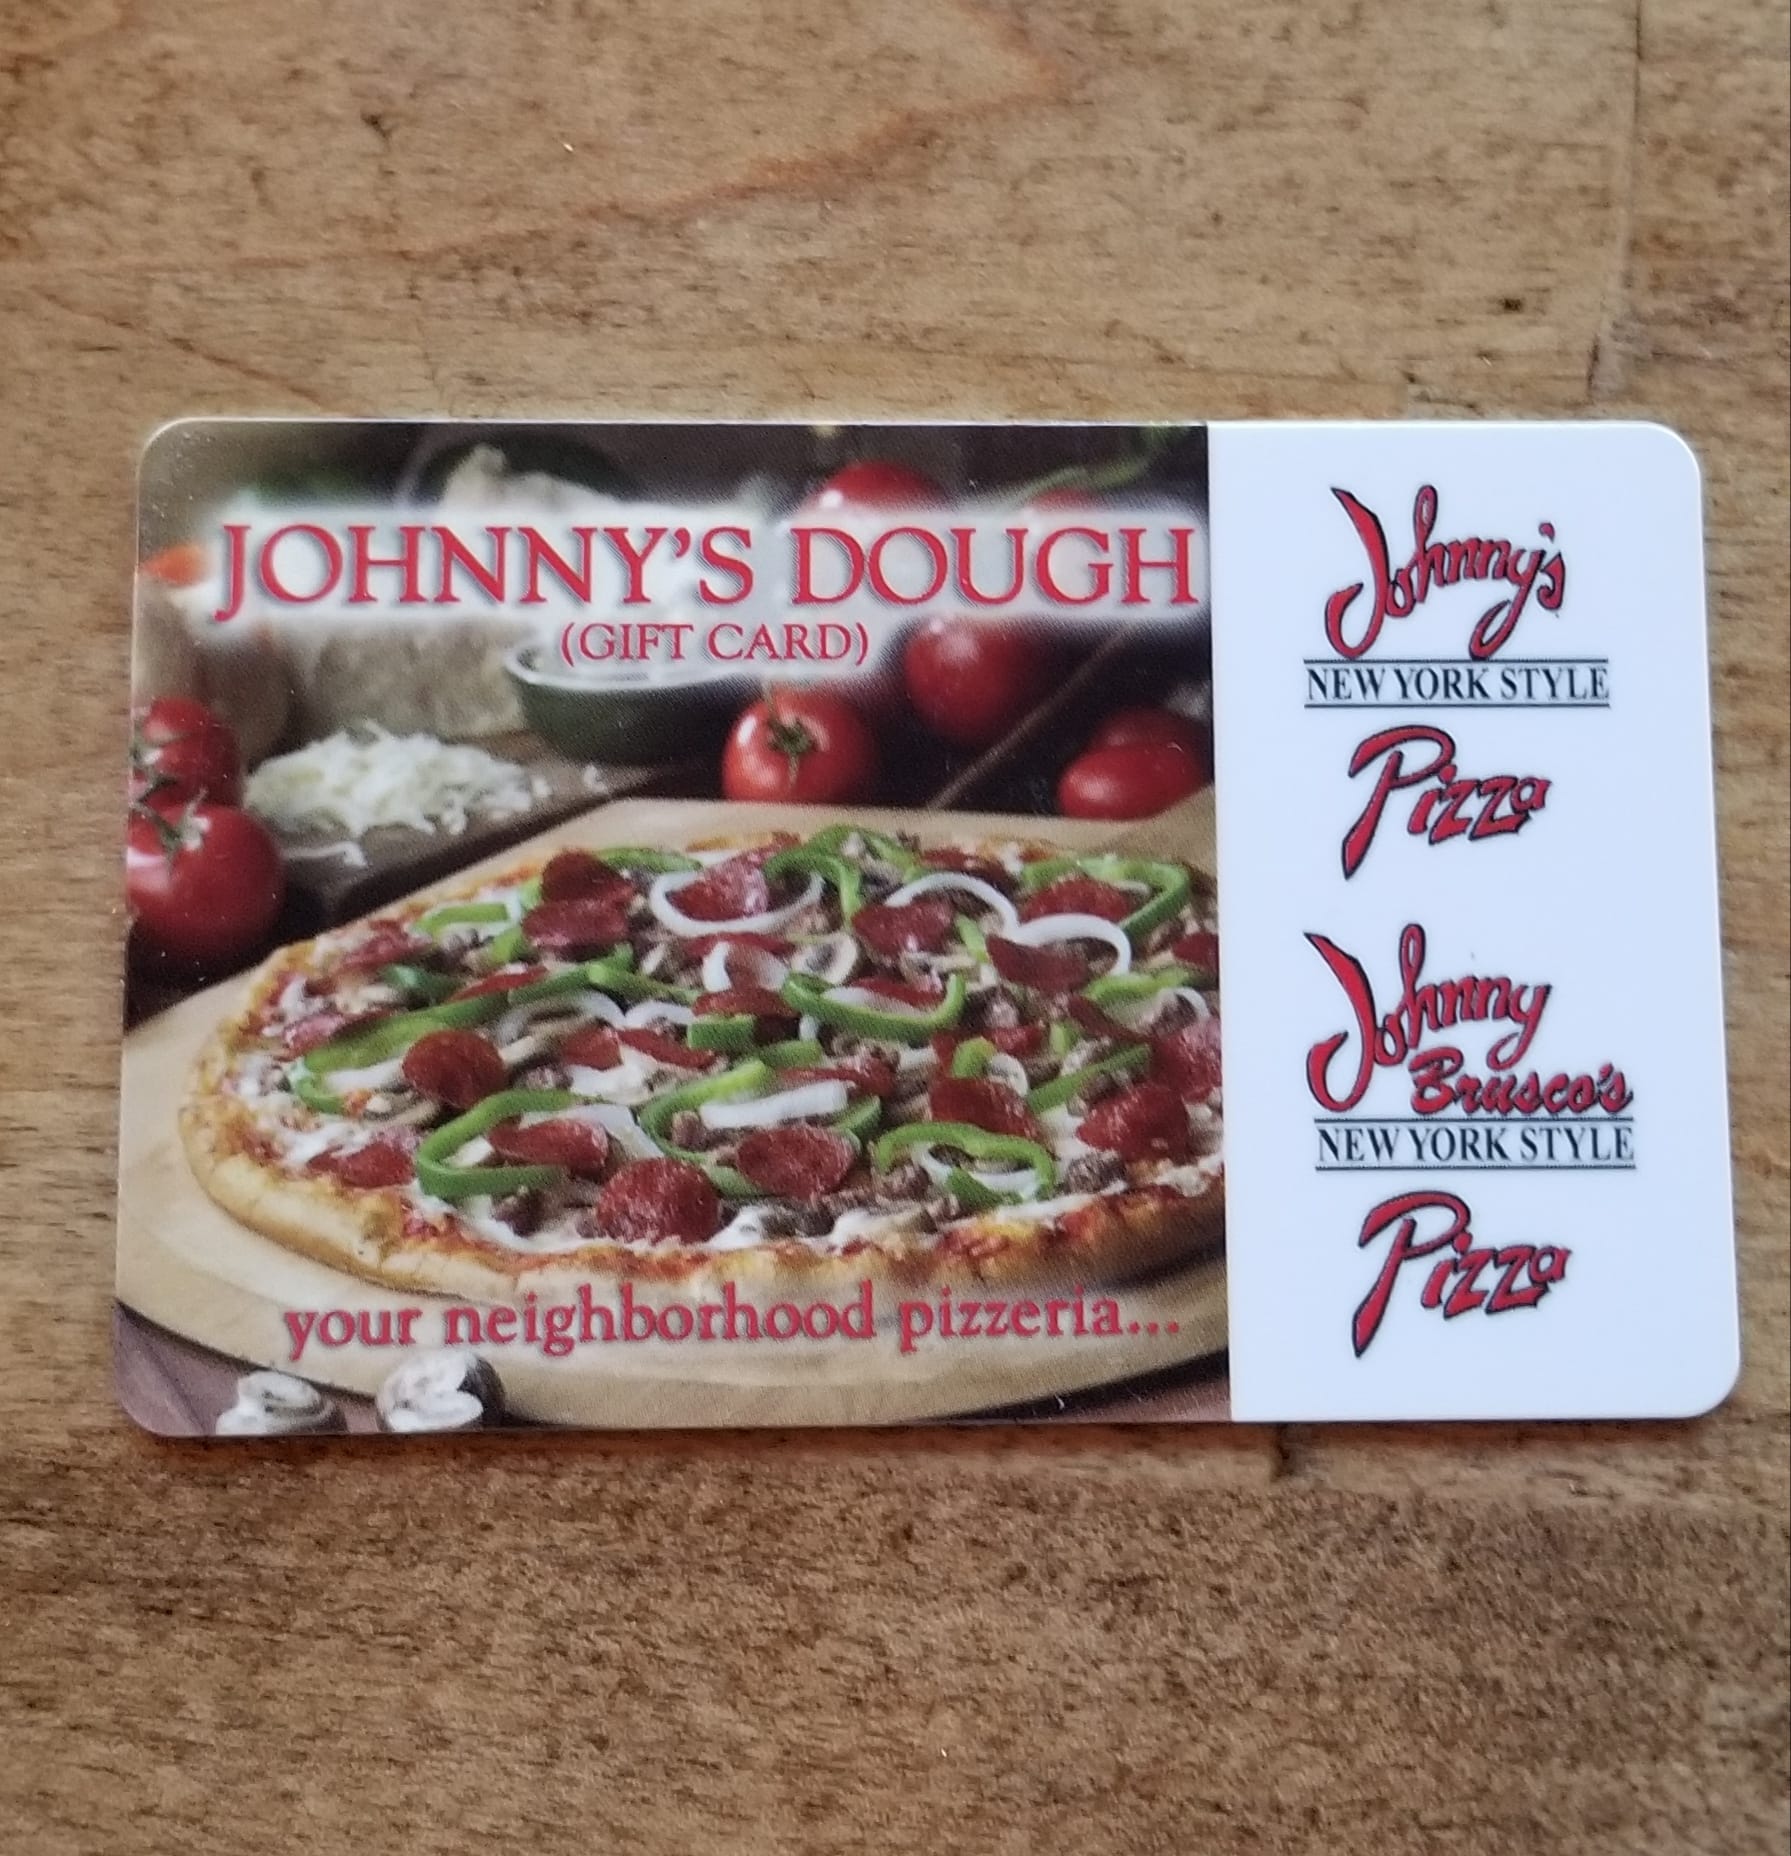 JOHNNY'S DOUGH
(GIFT CARD)
your neighborhood pizzeria...
Johnny's
NEW YORK STYLE
Pizza
Johnny
Brusco's
NEW YORK STYLE
Pizza